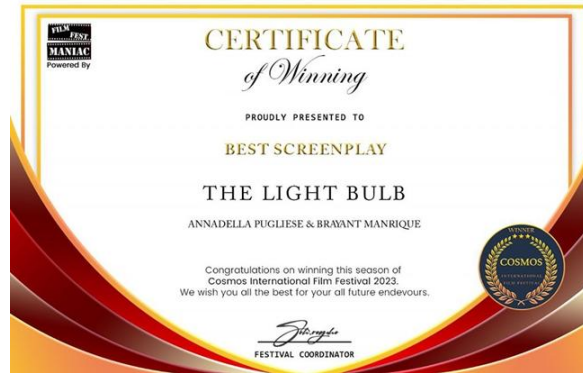 FILM
FEST
MANIAC
Powered By
CERTIFICATE
of Winning
PROUDLY PRESENTED TO
BEST SCREENPLAY
THE LIGHT BULB
ANNADELLA PUGLIESE & BRAYANT MANRIQUE
Congratulations on winning this season of
Cosmos International Film Festival 2023.
We wish you all the best for your all future endevours.
FESTIVAL COORDINATOR
WINNER
COSMOS
INTERNATIONAL
FILM FESTIVAL